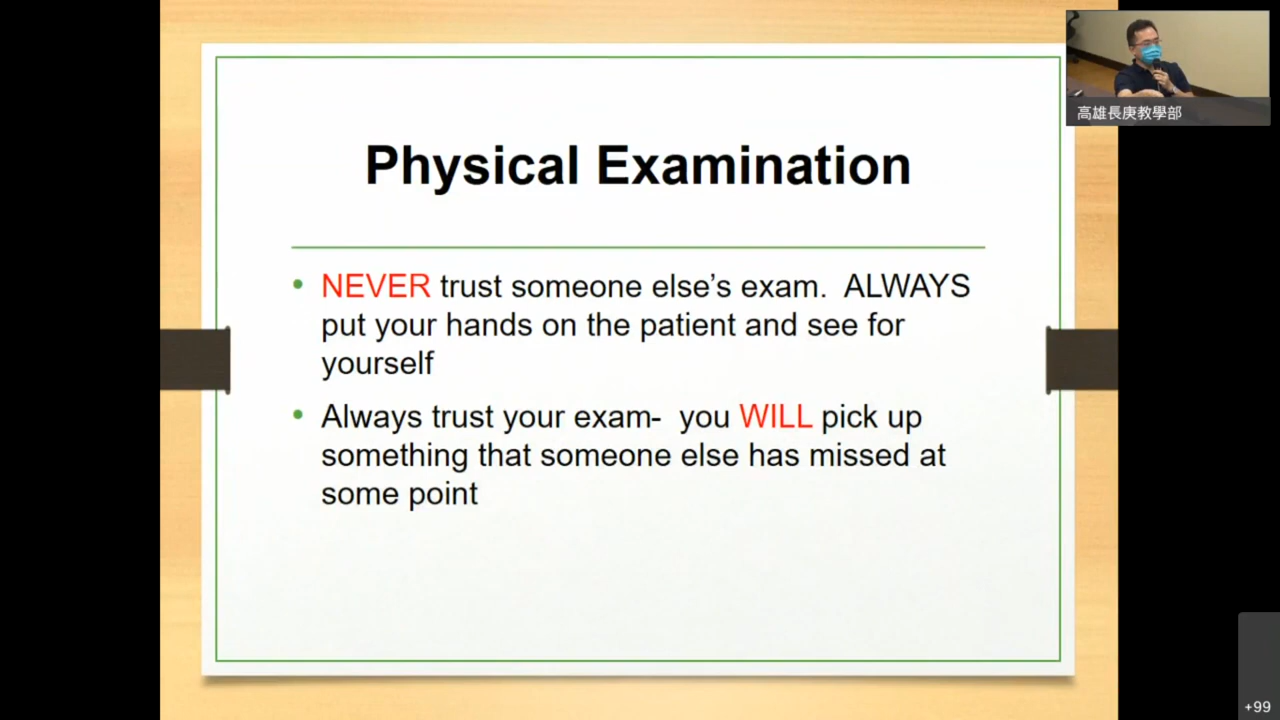 高雄長庚教學部
Physical Examination
• NEVER trust someone else’s exam.  ALWAYS
put your hands on the patient and see for
yourself
• Always trust your exam-  you WILL pick up
something that someone else has missed at
some point
+99